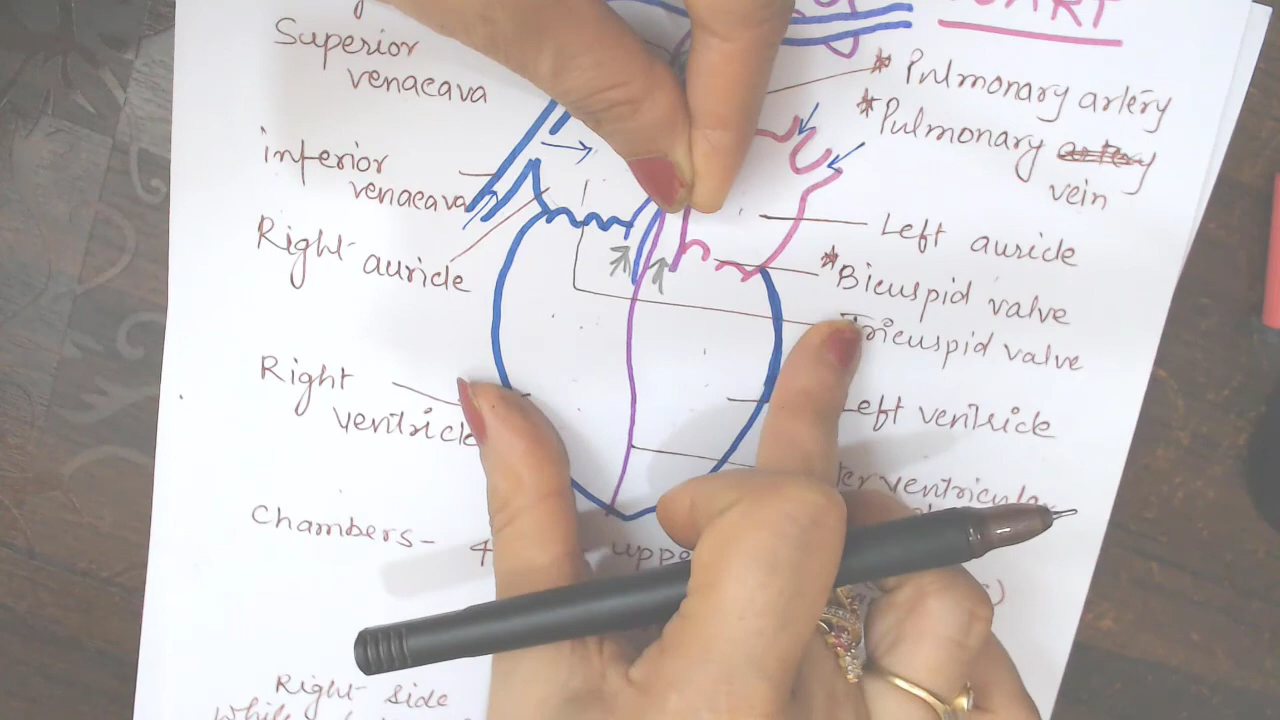 Superior
venacava
inferior
venacava
Right auricle
Right
ventricle
Chambers- 4
Right side
* Pulmonary artery
* Pulmonary artery
vein
Left auricle
* Bicuspid valve
Tricuspid valve
Left ventricle